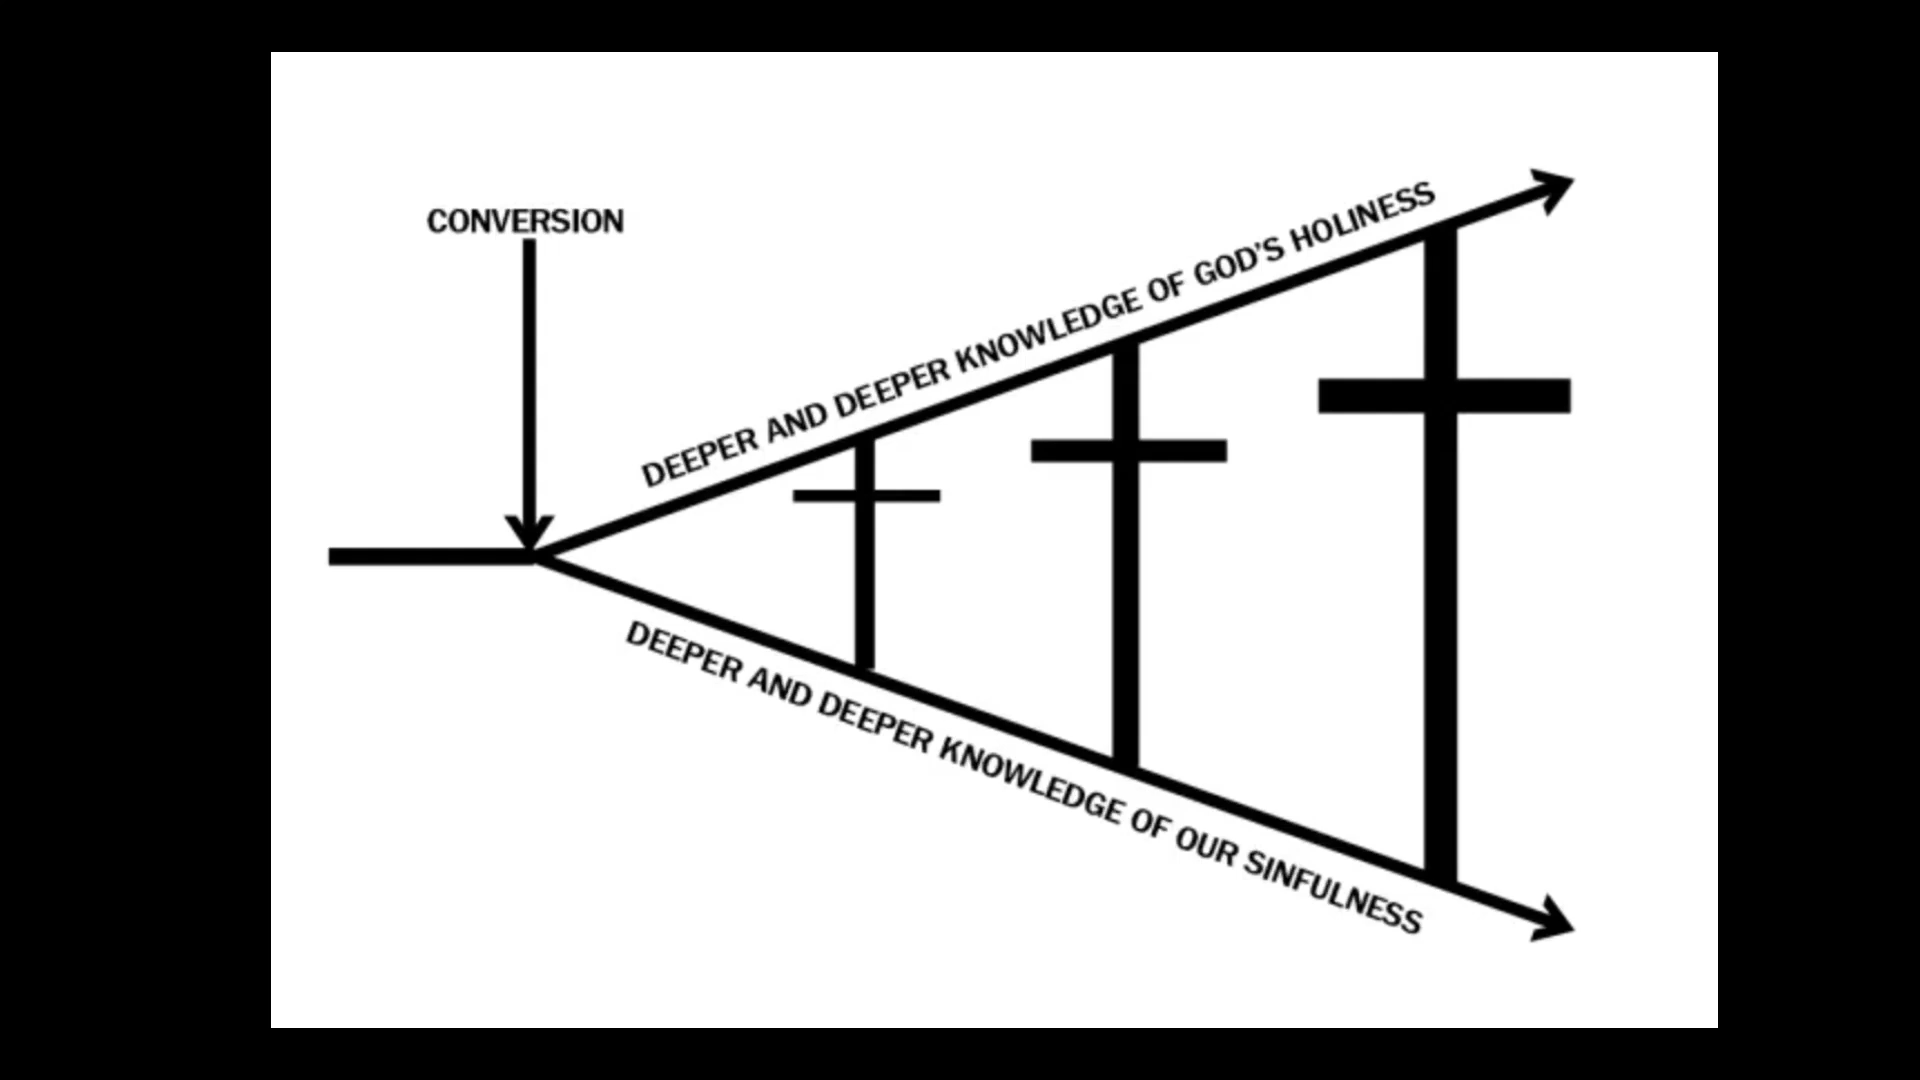 CONVERSION
DEEPER AND DEEPER KNOWLEDGE OF GOD'S HOLINESS
DEEPER AND DEEPER KNOWLEDGE OF OUR SINFULNESS